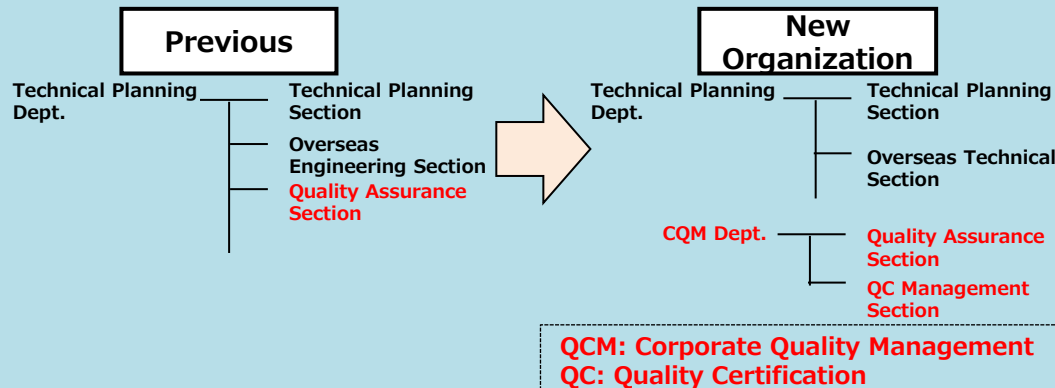 Previous
Technical Planning
Dept.
Technical Planning
Section
Overseas
Engineering Section
Quality Assurance
Section
New
Organization
Technical Planning
Dept.
Technical Planning
Section
Overseas Technical
Section
CQM Dept.
Quality Assurance
Section
QC Management
Section
QCM: Corporate Quality Management
QC: Quality Certification